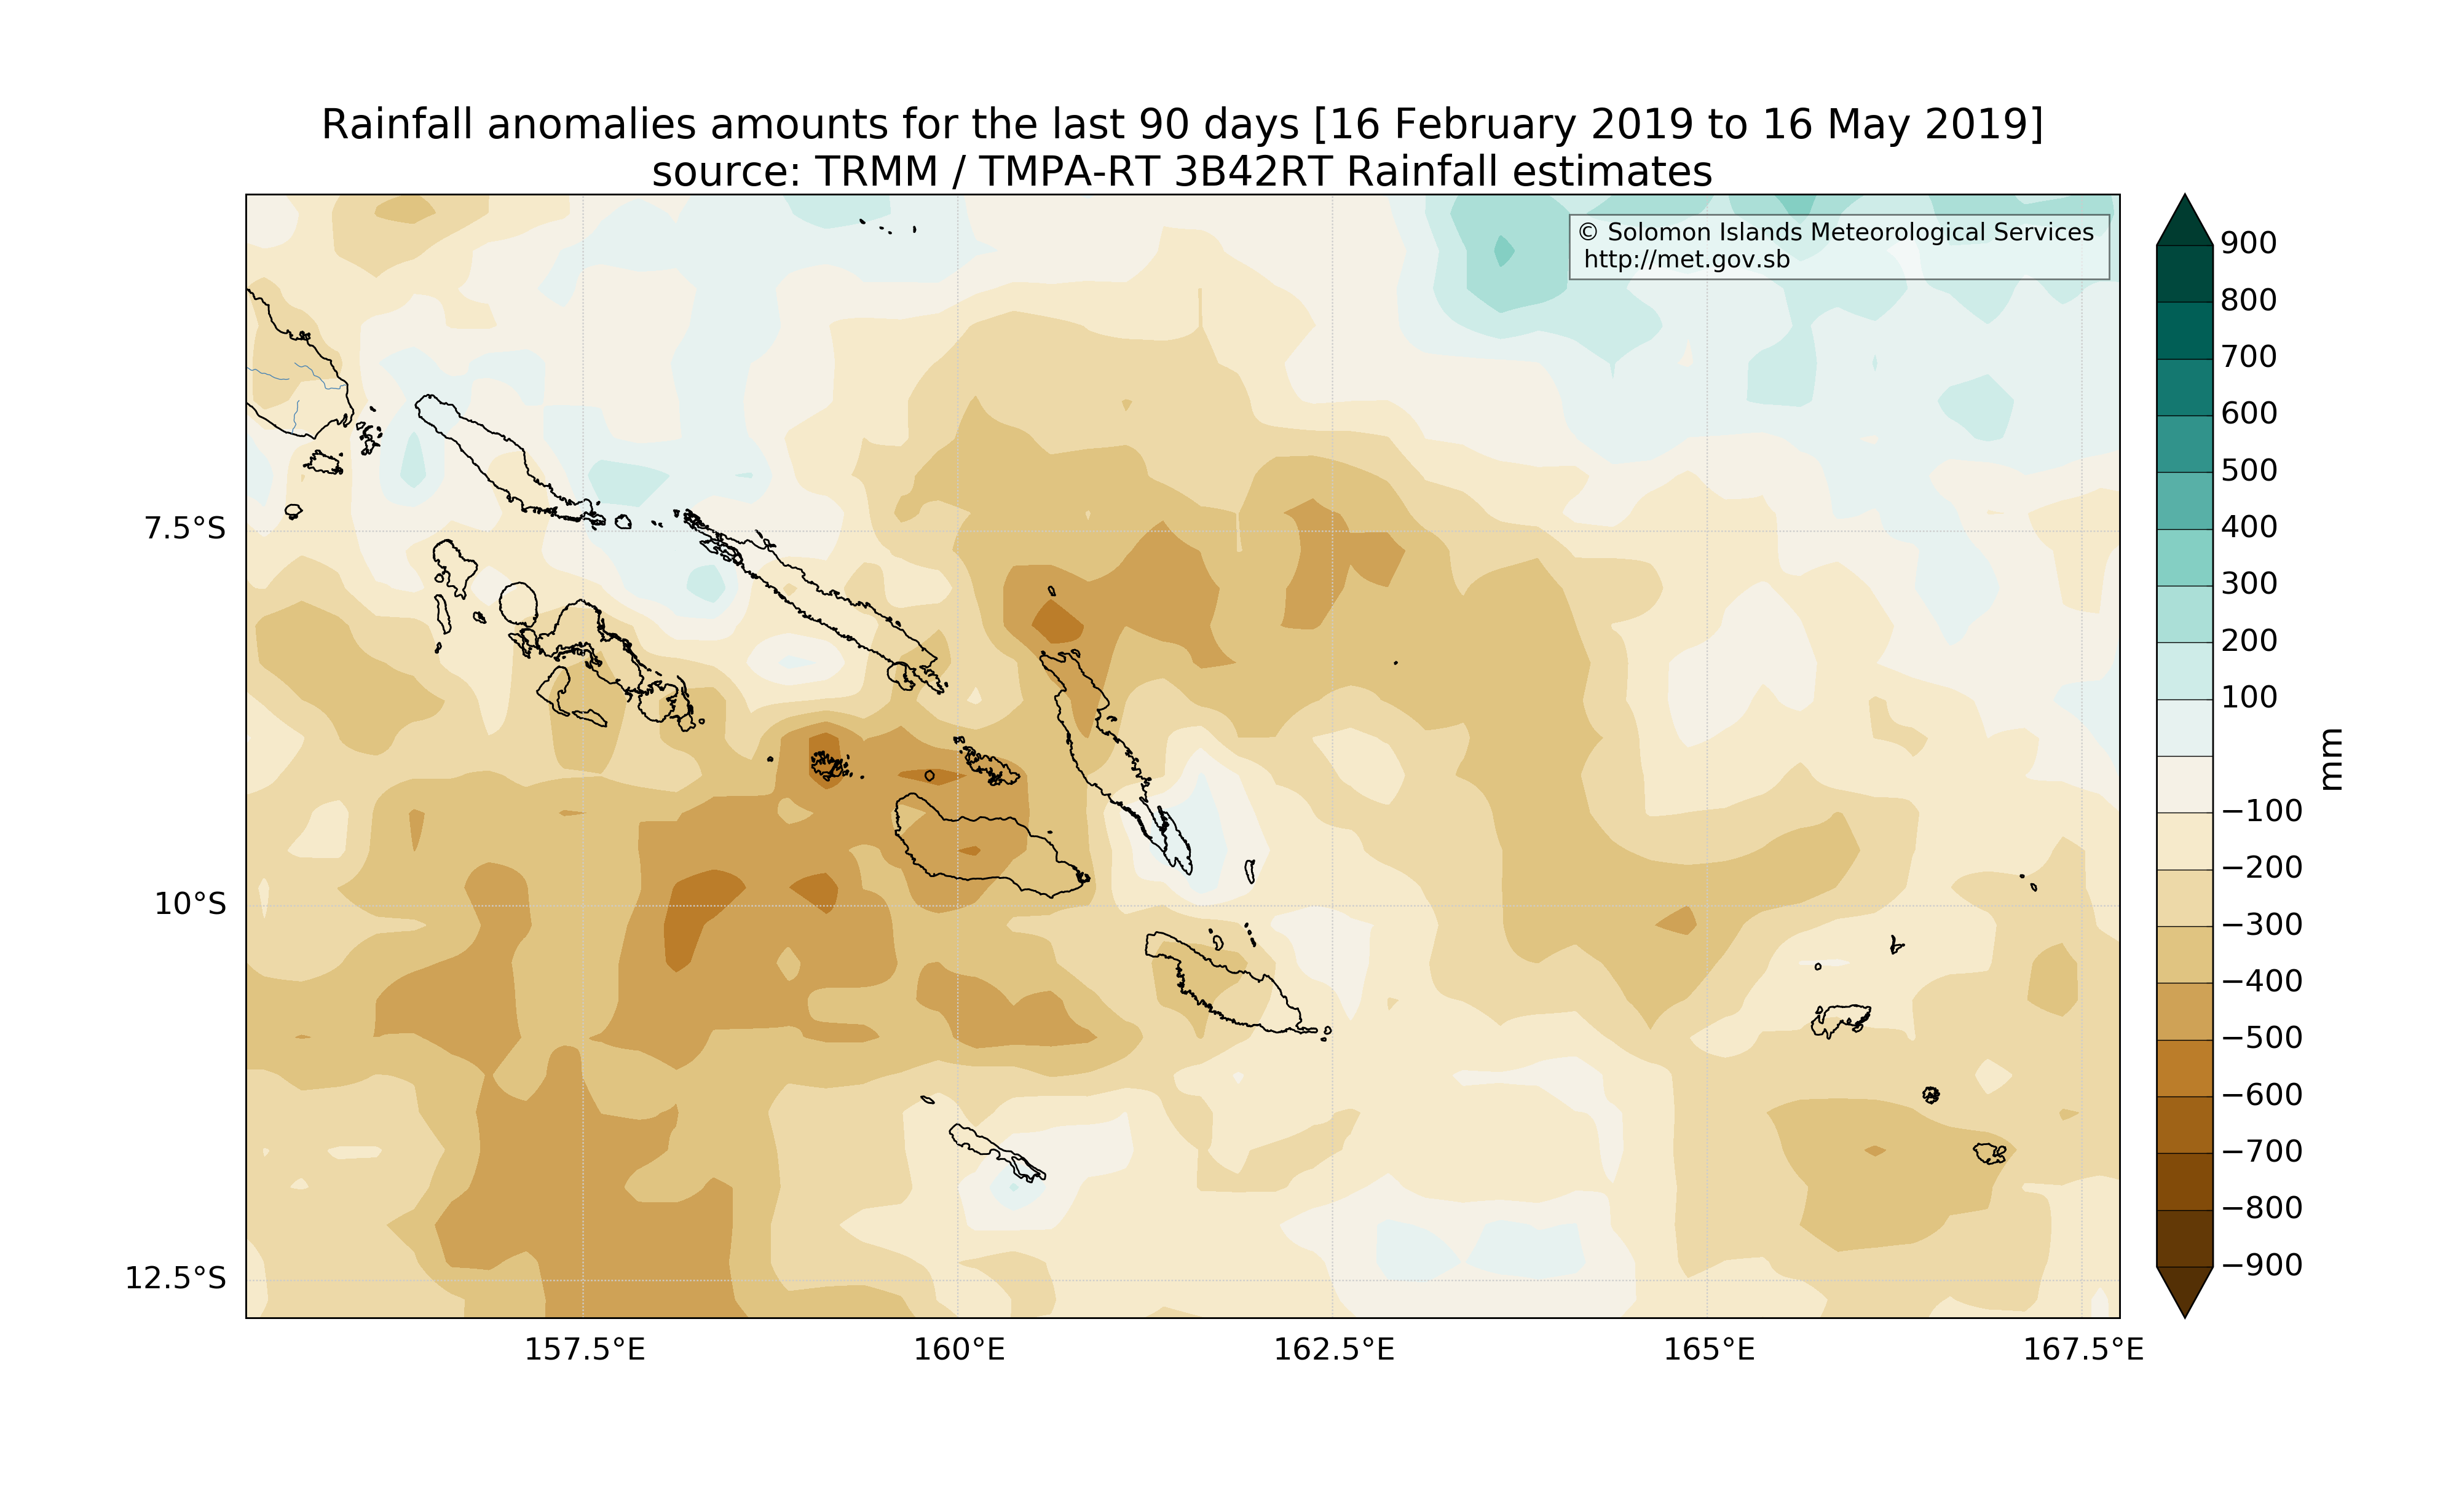 Rainfall anomalies amounts for the last 90 days [16 February 2019 to 16 May 2019]
source: TRMM / TMPA-RT 3B42RT Rainfall estimates
© Solomon Islands Meteorological Services
http://met.gov.sb
7.5°S
10°S
12.5°S
157.5°E
160°E
162.5°E
165°E
167.5°E
900
800
700
600
500
400
300
200
100
−100
−200
−300
−400
−500
−600
−700
−800
−900
mm